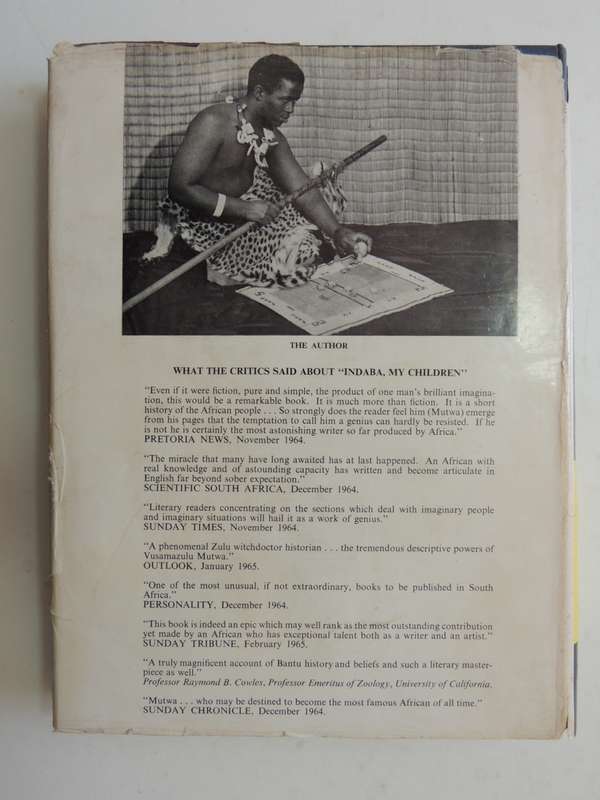 THE AUTHOR
WHAT THE CRITICS SAID ABOUT "INDABA, MY CHILDREN"
"Even if it were fiction, pure and simple, the product of one man's brilliant imagina-
tion, this would be a remarkable book. It is much more than fiction. It is a short
history of the African people . . . So strongly does the reader feel him (Mutwa) emerge
from his pages that the temptation to call him a genius can hardly be resisted. If he
is not he is certainly the most astonishing writer so far produced by Africa."
PRETORIA NEWS, November 1964.
"The miracle that many have long awaited has at last happened. An African with
real knowledge and of astounding capacity has written and become articulate in
English far beyond sober expectation."
SCIENTIFIC SOUTH AFRICA, December 1964.
"Literary readers concentrating on the sections which deal with imaginary people
and imaginary situations will hail it as a work of genius."
SUNDAY TIMES, November 1964.
"A phenomenal Zulu witchdoctor historian . . . the tremendous descriptive powers of
Vusamazulu Mutwa."
OUTLOOK, January 1965.
"One of the most unusual, if not extraordinary, books to be published in South
Africa."
PERSONALITY, December 1964.
"This book is indeed an epic which may well rank as the most outstanding contribution
yet made by an African who has exceptional talent both as a writer and an artist."
SUNDAY TRIBUNE, February 1965.
"A truly magnificent account of Bantu history and beliefs and such a literary master-
piece as well."
Professor Raymond B. Cowles, Professor Emeritus of Zoology, University of California.
"Mutwa . . . who may be destined to become the most famous African of all time."
SUNDAY CHRONICLE, December 1964.